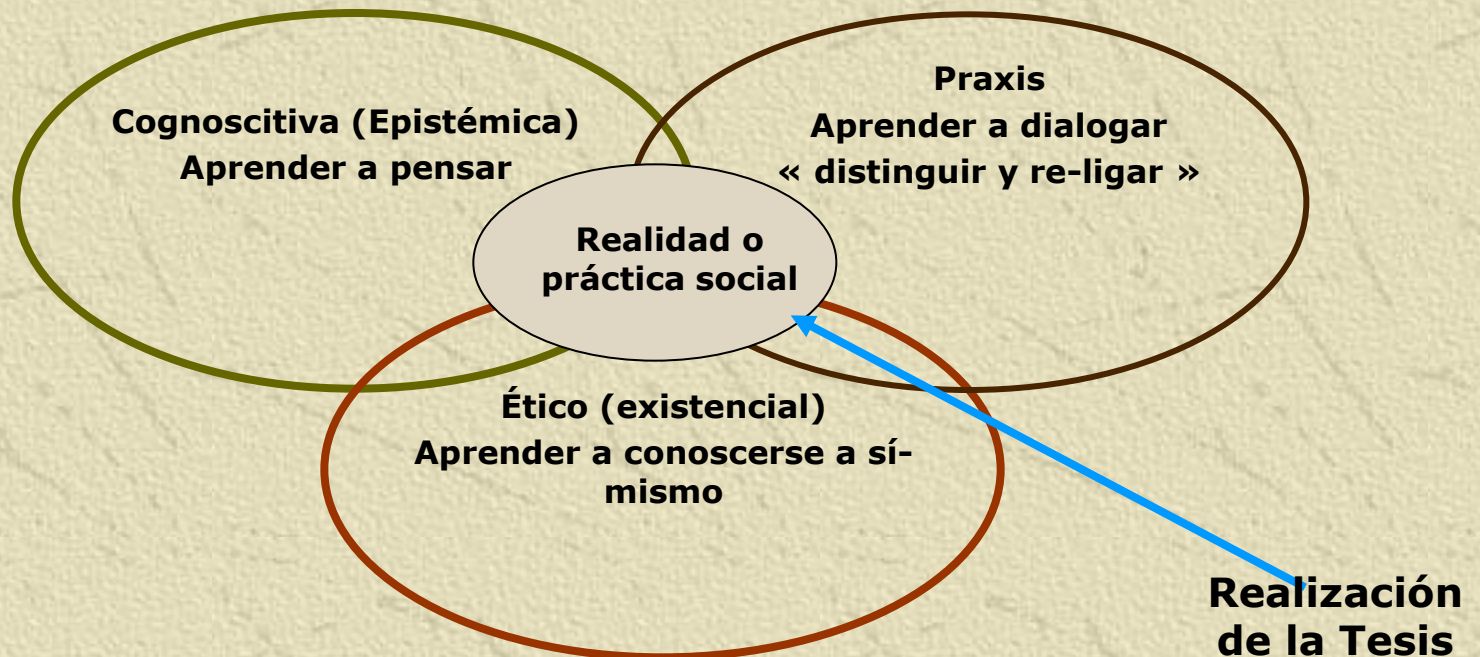 Cognoscitiva (Epistémica)
Aprender a pensar
Praxis
Aprender a dialogar
« distinguir y re-ligar »
Realidad o
práctica social
Ético (existencial)
Aprender a conoscerse a sí-
mismo
Realización
de la Tesis